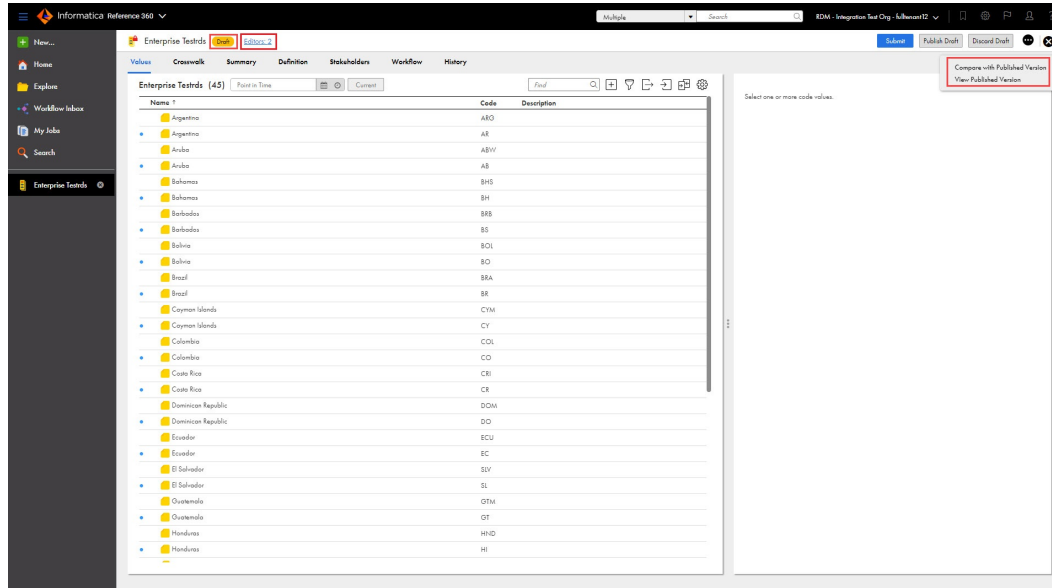 Informatica Reference 360
Multiple
Search
RDM - Integration Test Org - fulltenant12
New...
Home
Explore
Workflow Inbox
My Jobs
Search
Enterprise Testrds
Enterprise Testrds Draft Editors: 2
Submit Publish Draft Discard Draft
Compare with Published Version
View Published Version
Values Crosswalk Summary Definition Stakeholders Workflow History
Enterprise Testrds (45) Point in Time Current Find
Select one or more code values.
Name ↑ Code Description
Argentina ARG
Argentina AR
Aruba ABW
Aruba AB
Bahamas BHS
Bahamas BH
Barbados BRB
Barbados BS
Bolivia BOL
Bolivia BO
Brazil BRA
Brazil BR
Cayman Islands CYM
Cayman Islands CY
Colombia COL
Colombia CO
Costa Rica CRI
Costa Rica CR
Dominican Republic DOM
Dominican Republic DO
Ecuador ECU
Ecuador EC
El Salvador SLV
El Salvador SL
Guatemala GTM
Guatemala GT
Honduras HND
Honduras HI